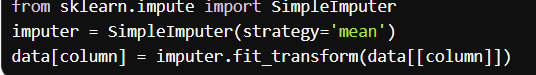 from sklearn.impute import SimpleImputer
imputer = SimpleImputer(strategy='mean')
data[column] = imputer.fit_transform(data[[column]])